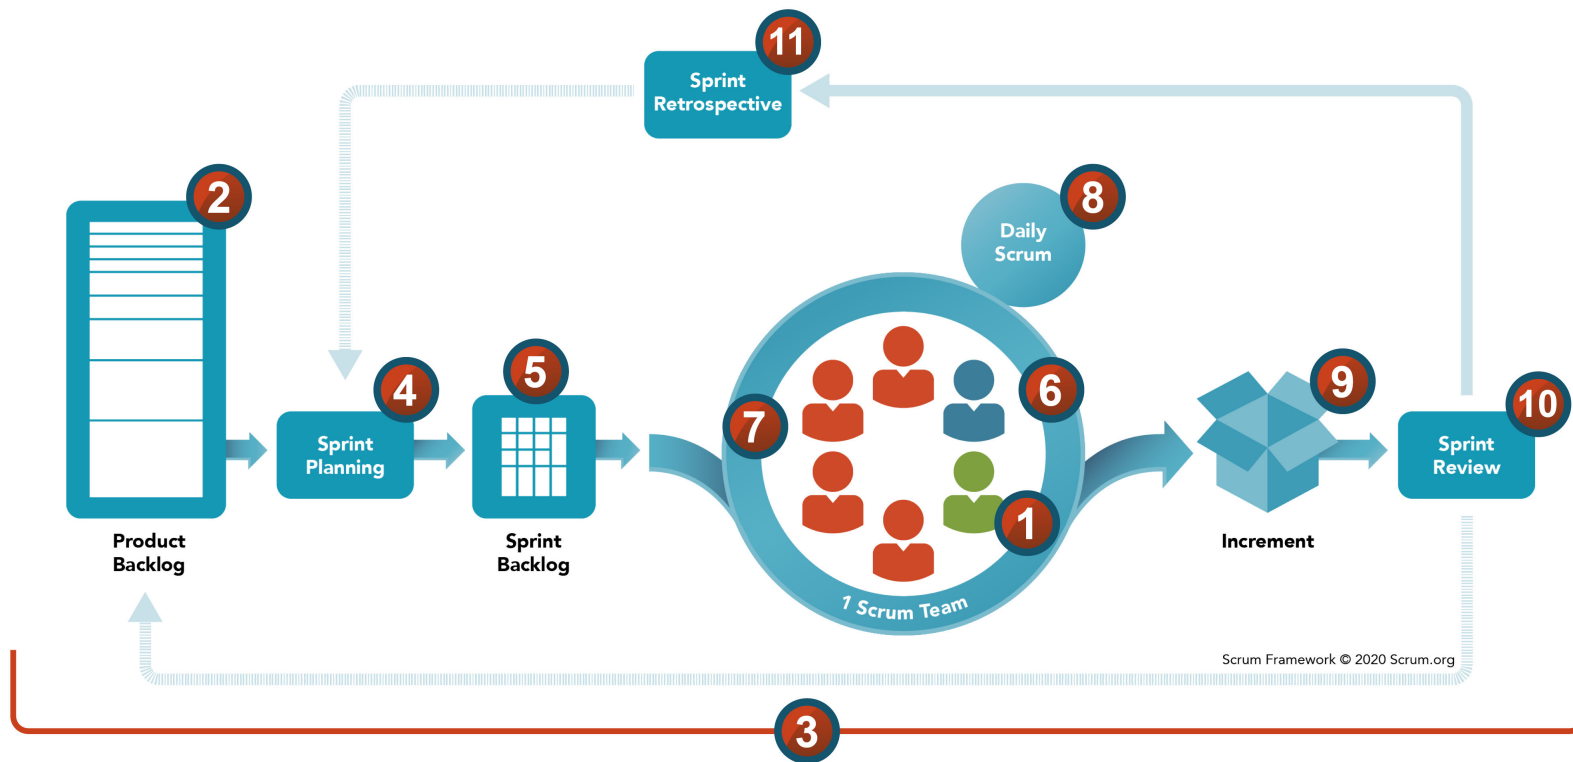 11
Sprint
Retrospective
2
8
Daily
Scrum
4
5
7
6
9
10
Sprint
Planning
Sprint
Review
1
Product
Backlog
Sprint
Backlog
Increment
1 Scrum Team
Scrum Framework © 2020 Scrum.org
3